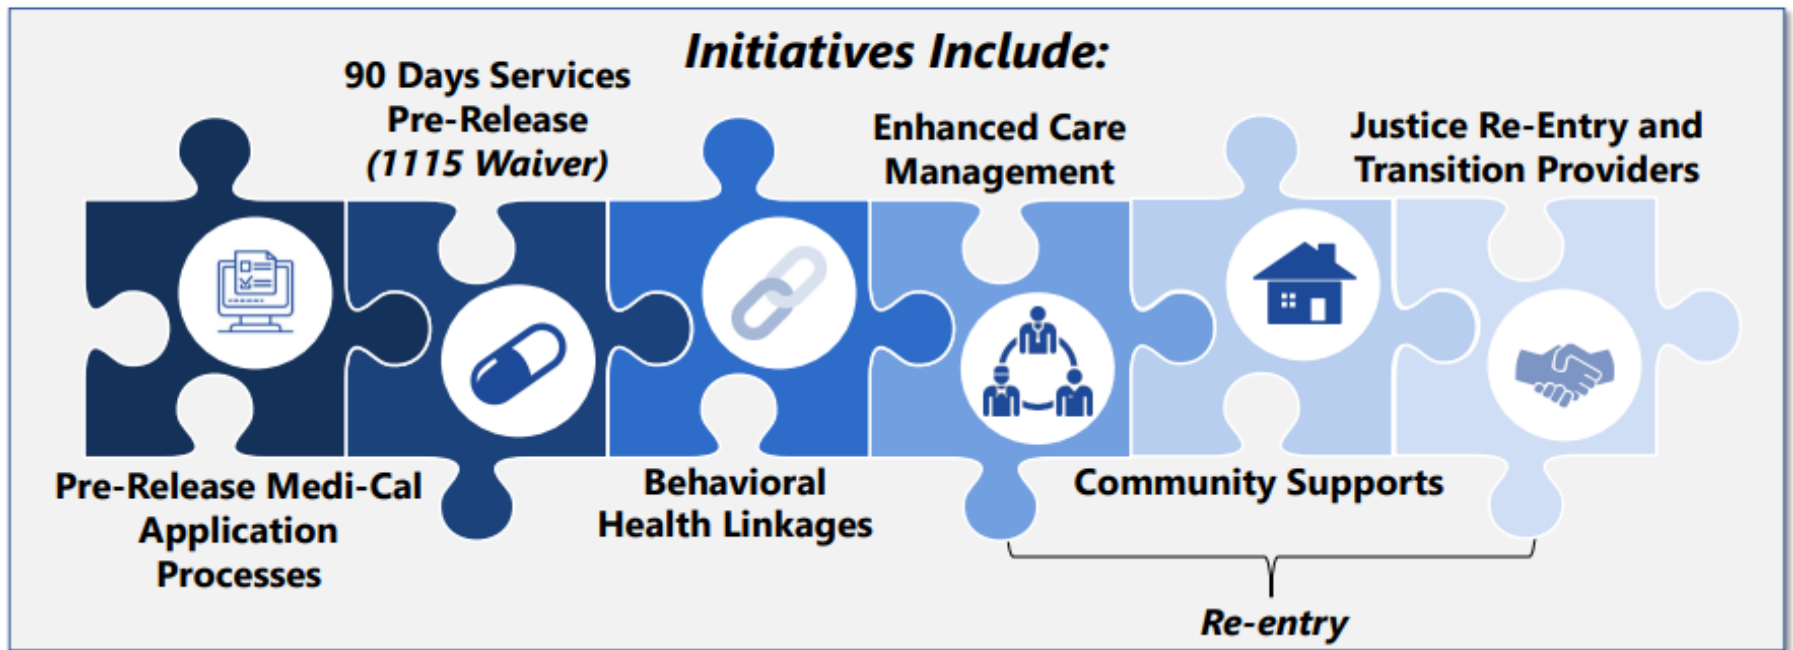 Initiatives Include:
90 Days Services
Pre-Release
(1115 Waiver)
Enhanced Care
Management
Justice Re-Entry and
Transition Providers
Pre-Release Medi-Cal
Application
Processes
Behavioral
Health Linkages
Community Supports
Re-entry